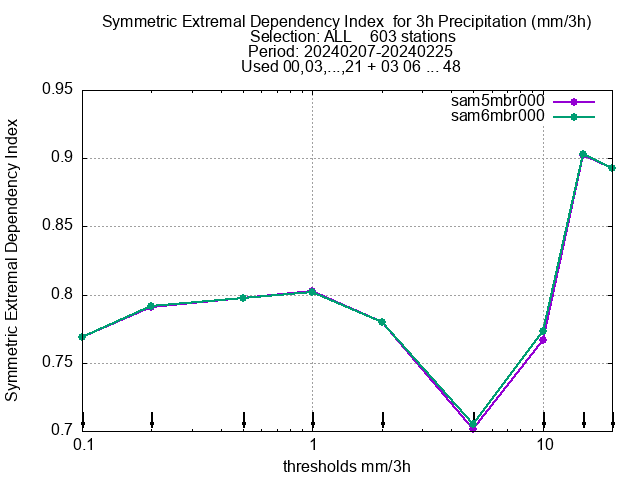 Symmetric Extremal Dependency Index  for 3h Precipitation (mm/3h)
Selection: ALL    603 stations
Period: 20240207-20240225
Used 00,03,...,21 + 03 06 ... 48
sam5mbr000
sam6mbr000
Symmetric Extremal Dependency Index
0.95
0.9
0.85
0.8
0.75
0.7
0.1
1
10
thresholds mm/3h